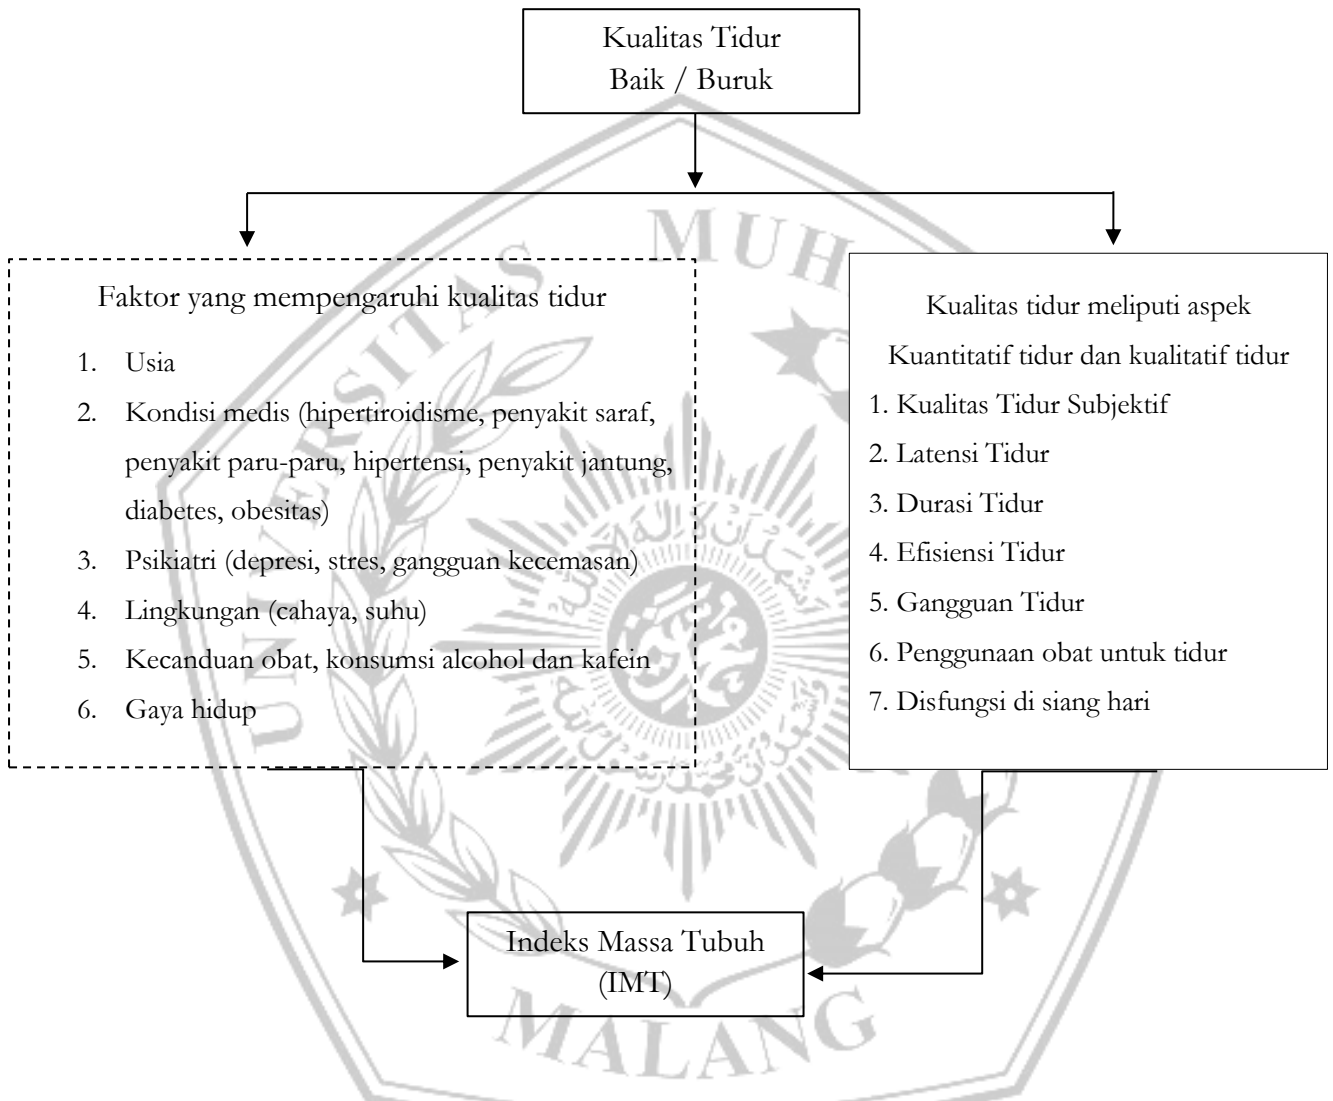 Kualitas Tidur
Baik / Buruk
Faktor yang mempengaruhi kualitas tidur
1. Usia
2. Kondisi medis (hipertiroidisme, penyakit saraf,
penyakit paru-paru, hipertensi, penyakit jantung,
diabetes, obesitas)
3. Psikiatri (depresi, stres, gangguan kecemasan)
4. Lingkungan (cahaya, suhu)
5. Kecanduan obat, konsumsi alcohol dan kafein
6. Gaya hidup
Kualitas tidur meliputi aspek
Kuantitatif tidur dan kualitatif tidur
1. Kualitas Tidur Subjektif
2. Latensi Tidur
3. Durasi Tidur
4. Efisiensi Tidur
5. Gangguan Tidur
6. Penggunaan obat untuk tidur
7. Disfungsi di siang hari
Indeks Massa Tubuh
(IMT)
UNIVERSITAS MUH
MALANG